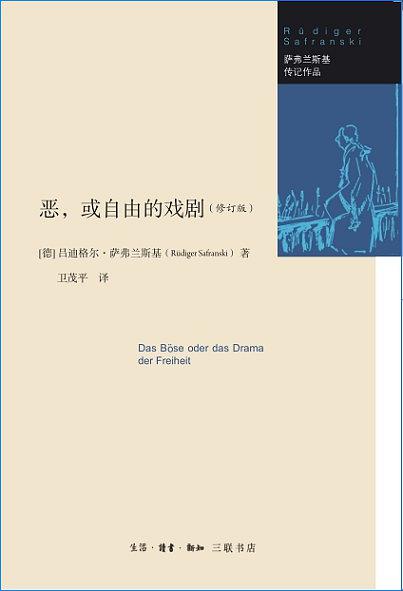 Rüdiger
Safranski
萨弗兰斯基
传记作品
恶，或自由的戏剧（修订版）
[德] 吕迪格尔·萨弗兰斯基（Rüdiger Safranski）著
卫茂平 译
Das Böse oder das Drama
der Freiheit
生活·讀書·新知 三联书店